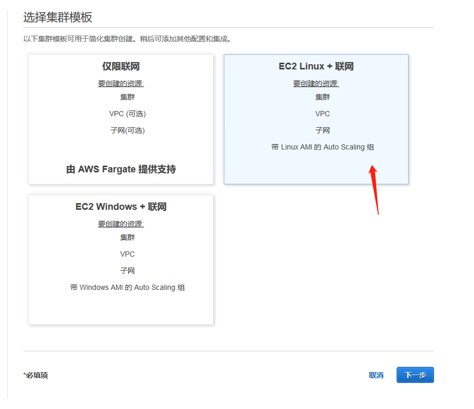 选择集群模板
以下集群模板可用于简化集群创建。稍后可添加其他配置和集成。
仅限联网
要创建的资源:
集群
VPC (可选)
子网(可选)
由 AWS Fargate 提供支持
EC2 Linux + 联网
要创建的资源:
集群
VPC
子网
带 Linux AMI 的 Auto Scaling 组
EC2 Windows + 联网
要创建的资源:
集群
VPC
子网
带 Windows AMI 的 Auto Scaling 组
*必填项
取消
下一步